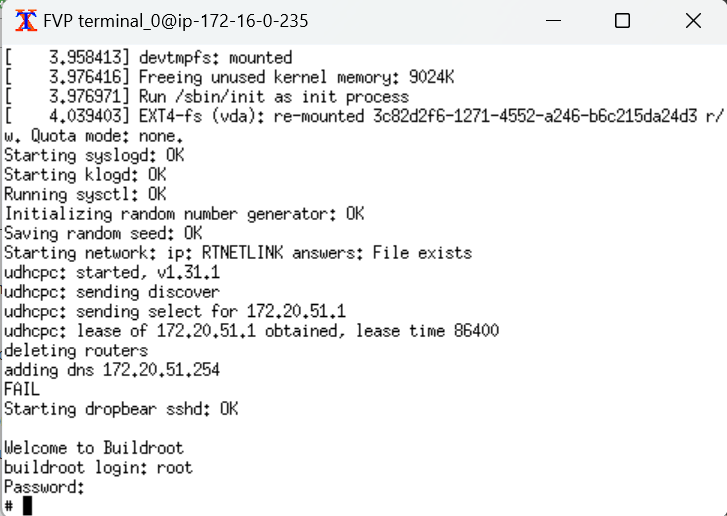 FVP terminal_0@ip-172-16-0-235
[    3.958413] devtmpfs: mounted
[    3.976416] Freeing unused kernel memory: 9024K
[    3.976971] Run /sbin/init as init process
[    4.039403] EXT4-fs (vda): re-mounted 3c82d2f6-1271-4552-a246-b6c215da24d3 r/
w. Quota mode: none.
Starting syslogd: OK
Starting klogd: OK
Running sysctl: OK
Initializing random number generator: OK
Saving random seed: OK
Starting network: ip: RTNETLINK answers: File exists
udhcpc: started, v1.31.1
udhcpc: sending discover
udhcpc: sending select for 172.20.51.1
udhcpc: lease of 172.20.51.1 obtained, lease time 86400
deleting routers
adding dns 172.20.51.254
FAIL
Starting dropbear sshd: OK

Welcome to Buildroot
buildroot login: root
Password:
#